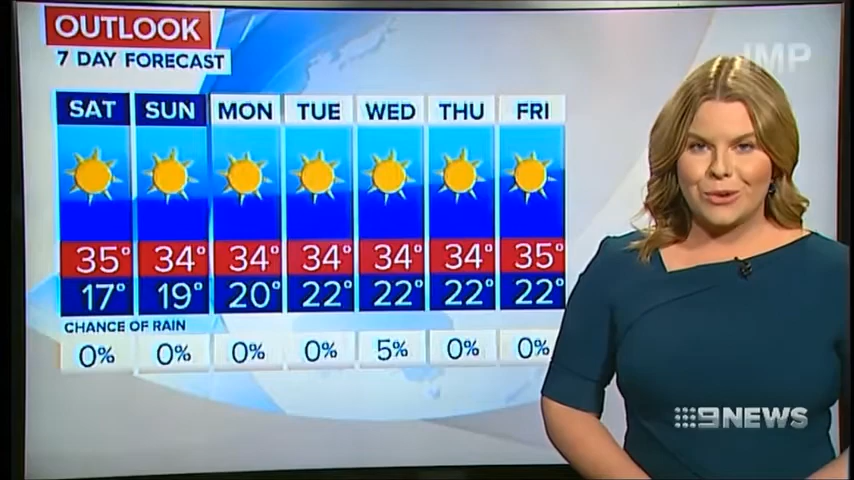 OUTLOOK
7 DAY FORECAST
IMP
SAT SUN MON TUE WED THU FRI
35° 34° 34° 34° 34° 34° 35°
17° 19° 20° 22° 22° 22° 22°
CHANCE OF RAIN
0% 0% 0% 0% 5% 0% 0%
9NEWS